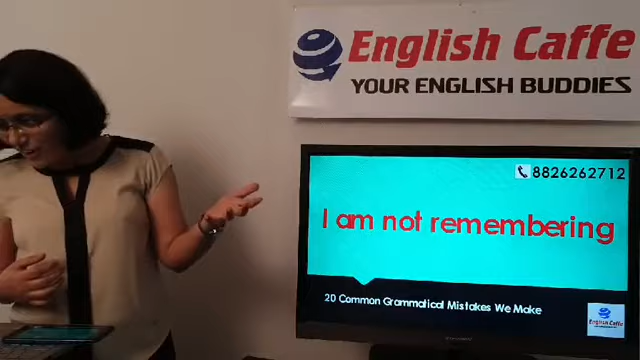 English Caffe
YOUR ENGLISH BUDDIES
8826262712
I am not remembering
20 Common Grammatical Mistakes We Make
English Caffe